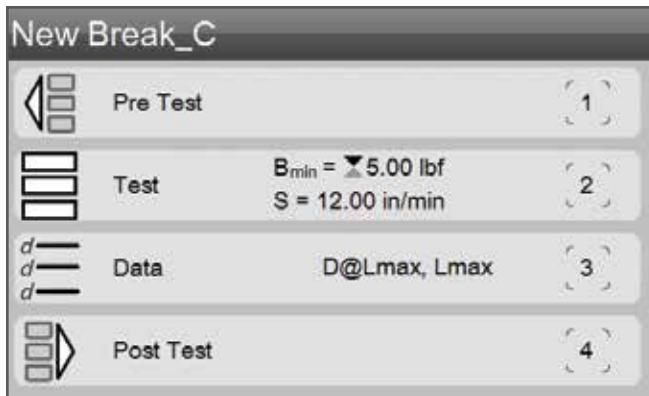 New Break_C
Pre Test 1
Test Bmin = 5.00 lbf 2
S = 12.00 in/min
d
d Data D@Lmax, Lmax 3
d
Post Test 4